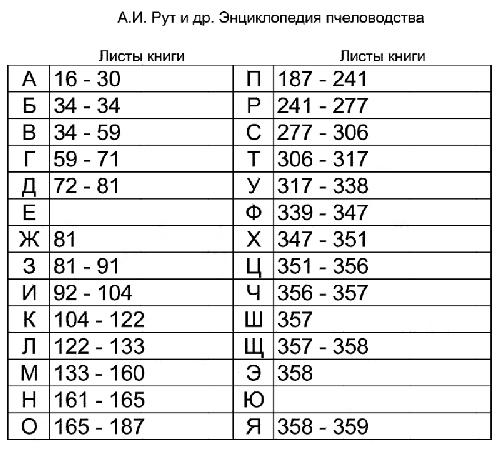 А.И. Рут и др. Энциклопедия пчеловодства
Листы книги Листы книги
А 16 - 30 П 187 - 241
Б 34 - 34 Р 241 - 277
В 34 - 59 С 277 - 306
Г 59 - 71 Т 306 - 317
Д 72 - 81 У 317 - 338
Е Ф 339 - 347
Ж 81 Х 347 - 351
З 81 - 91 Ц 351 - 356
И 92 - 104 Ч 356 - 357
К 104 - 122 Ш 357
Л 122 - 133 Щ 357 - 358
М 133 - 160 Э 358
Н 161 - 165 Ю
О 165 - 187 Я 358 - 359